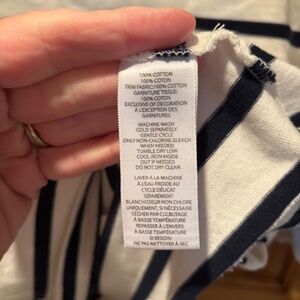 100% COTTON
100% COTON
TRIM FABRIC:100% COTTON
GARNITURE TISSU:
100% COTON
EXCLUSIVE OF DECORATION
À L'EXCEPTION DES
GARNITURES
MACHINE WASH
COLD SEPARATELY
GENTLE CYCLE
ONLY NON-CHLORINE BLEACH
WHEN NEEDED
TUMBLE DRY LOW
COOL IRON INSIDE
OUT IF NEEDED
DO NOT DRY CLEAN
LAVER À LA MACHINE
À L'EAU FROIDE AU
CYCLE DÉLICAT
SÉPARÉMENT
BLANCHISSEUR NON CHLORÉ
UNIQUEMENT, SI NÉCESSAIRE
SÉCHER PAR CULBUTAGE
À BASSE TEMPÉRATURE
REPASSER À L'ENVERS
À BASSE TEMPÉRATURE
SI BESOIN
NE PAS NETTOYER À SEC